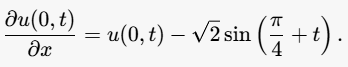 ∂u(0, t)/∂x = u(0, t) − √2 sin (π/4 + t).